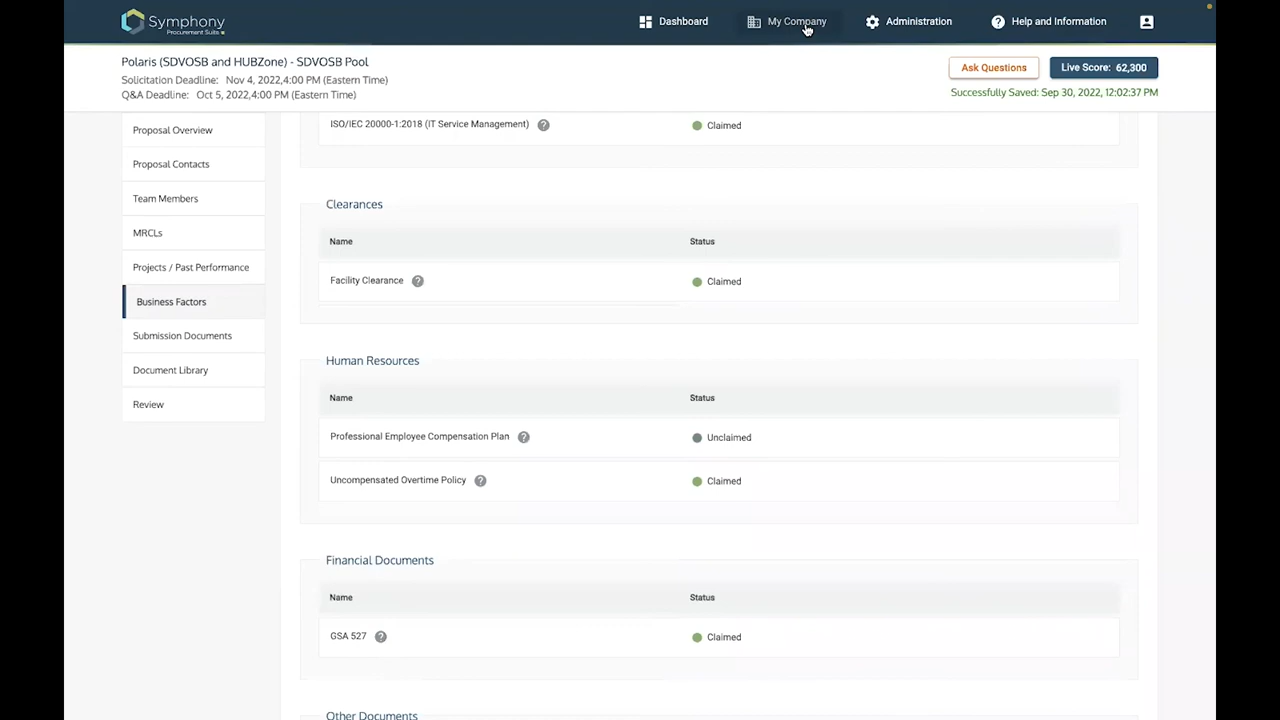 Symphony
Procurement Suite
Dashboard
My Company
Administration
Help and Information
Polaris (SDVOSB and HUBZone) - SDVOSB Pool
Solicitation Deadline: Nov 4, 2022,4:00 PM (Eastern Time)
Q&A Deadline: Oct 5, 2022,4:00 PM (Eastern Time)
Ask Questions
Live Score: 62,300
Successfully Saved: Sep 30, 2022, 12:02:37 PM
Proposal Overview
Proposal Contacts
Team Members
MRCLs
Projects / Past Performance
Business Factors
Submission Documents
Document Library
Review
ISO/IEC 20000-1:2018 (IT Service Management) ? Claimed
Clearances
Name Status
Facility Clearance ? Claimed
Human Resources
Name Status
Professional Employee Compensation Plan ? Unclaimed
Uncompensated Overtime Policy ? Claimed
Financial Documents
Name Status
GSA 527 ? Claimed
Other Documents